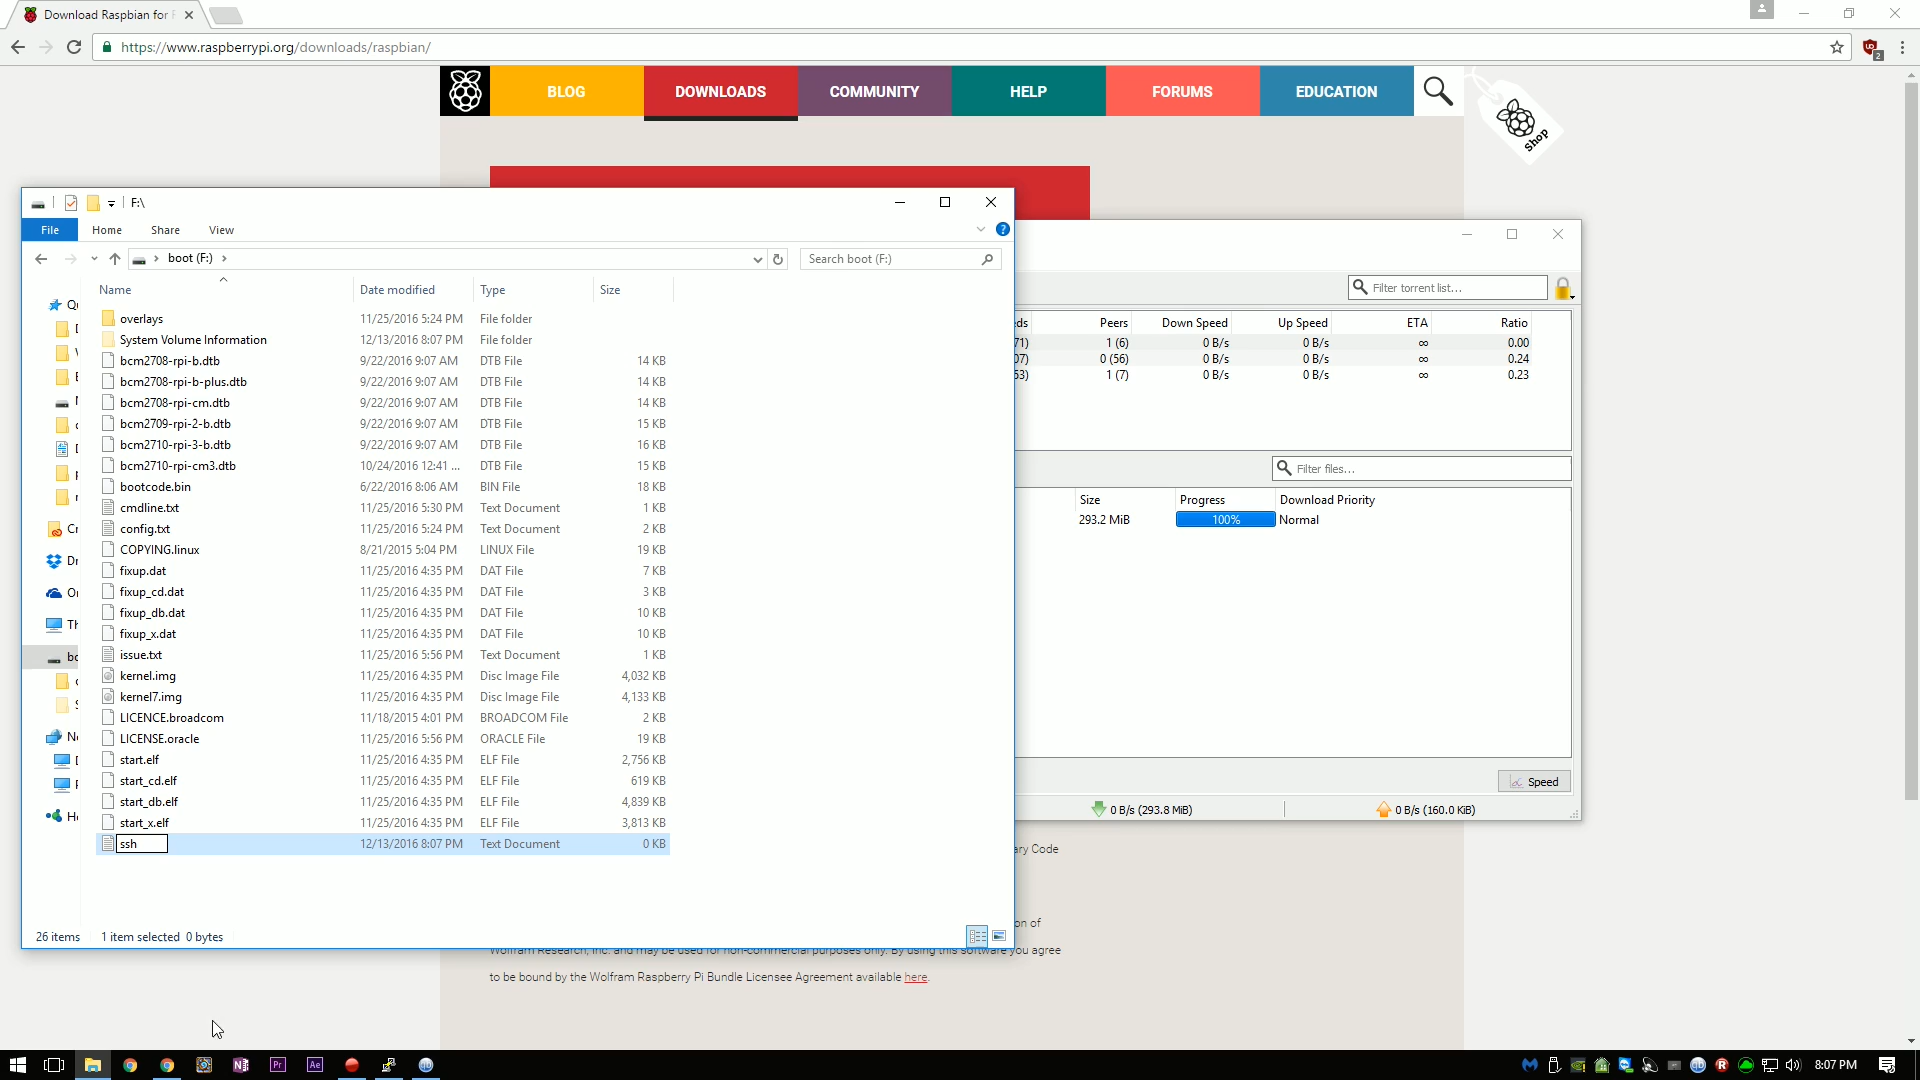 Download Raspbian for
https://www.raspberrypi.org/downloads/raspbian/
2
BLOG
DOWNLOADS
COMMUNITY
HELP
FORUMS
EDUCATION
Shop
F:\
File
Home
Share
View
boot (F:)
Search boot (F:)
Name
Date modified
Type
Size
overlays 11/25/2016 5:24 PM File folder
System Volume Information 12/13/2016 8:07 PM File folder
bcm2708-rpi-b.dtb 9/22/2016 9:07 AM DTB File 14 KB
bcm2708-rpi-b-plus.dtb 9/22/2016 9:07 AM DTB File 14 KB
bcm2708-rpi-cm.dtb 9/22/2016 9:07 AM DTB File 14 KB
bcm2709-rpi-2-b.dtb 9/22/2016 9:07 AM DTB File 15 KB
bcm2710-rpi-3-b.dtb 9/22/2016 9:07 AM DTB File 16 KB
bcm2710-rpi-cm3.dtb 10/24/2016 12:41 ... DTB File 15 KB
bootcode.bin 6/22/2016 8:06 AM BIN File 18 KB
cmdline.txt 11/25/2016 5:30 PM Text Document 1 KB
config.txt 11/25/2016 5:24 PM Text Document 2 KB
COPYING.linux 8/21/2015 5:04 PM LINUX File 19 KB
fixup.dat 11/25/2016 4:35 PM DAT File 7 KB
fixup_cd.dat 11/25/2016 4:35 PM DAT File 3 KB
fixup_db.dat 11/25/2016 4:35 PM DAT File 10 KB
fixup_x.dat 11/25/2016 4:35 PM DAT File 10 KB
issue.txt 11/25/2016 5:56 PM Text Document 1 KB
kernel.img 11/25/2016 4:35 PM Disc Image File 4,032 KB
kernel7.img 11/25/2016 4:35 PM Disc Image File 4,133 KB
LICENCE.broadcom 11/18/2015 4:01 PM BROADCOM File 2 KB
LICENSE.oracle 11/25/2016 5:56 PM ORACLE File 19 KB
start.elf 11/25/2016 4:35 PM ELF File 2,756 KB
start_cd.elf 11/25/2016 4:35 PM ELF File 619 KB
start_db.elf 11/25/2016 4:35 PM ELF File 4,839 KB
start_x.elf 11/25/2016 4:35 PM ELF File 3,813 KB
ssh 12/13/2016 8:07 PM Text Document 0 KB
26 items 1 item selected 0 bytes
Filter torrent list...
eds Peers Down Speed Up Speed ETA Ratio
71) 1 (6) 0 B/s 0 B/s ∞ 0.00
07) 0 (56) 0 B/s 0 B/s ∞ 0.24
53) 1 (7) 0 B/s 0 B/s ∞ 0.23
Filter files...
Size Progress Download Priority
293.2 MiB 100% Normal
Speed
0 B/s (293.8 MiB) 0 B/s (160.0 KiB)
ary Code
on of
Wolfram Research, Inc. and may be used for non-commercial purposes only. By using this software you agree
to be bound by the Wolfram Raspberry Pi Bundle Licensee Agreement available here.
8:07 PM